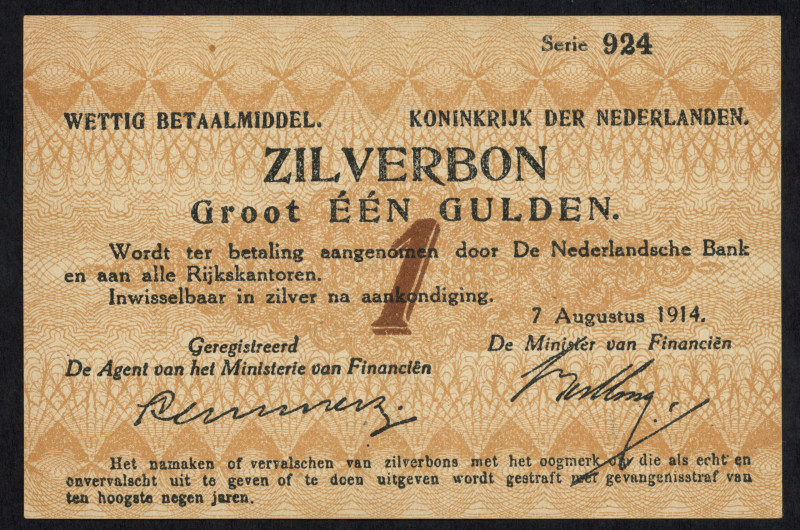 Serie 924
WETTIG BETAALMIDDEL. KONINKRIJK DER NEDERLANDEN.
ZILVERBON
Groot ÉÉN GULDEN.
1
Wordt ter betaling aangenomen door De Nederlandsche Bank
en aan alle Rijkskantoren.
Inwisselbaar in zilver na aankondiging.
7 Augustus 1914.
Geregistreerd
De Agent van het Ministerie van Financiën
De Minister van Financiën
Het namaken of vervalschen van zilverbons met het oogmerk om die als echt en
onvervalscht uit te geven of te doen uitgeven wordt gestraft met gevangenisstraf van
ten hoogste negen jaren.